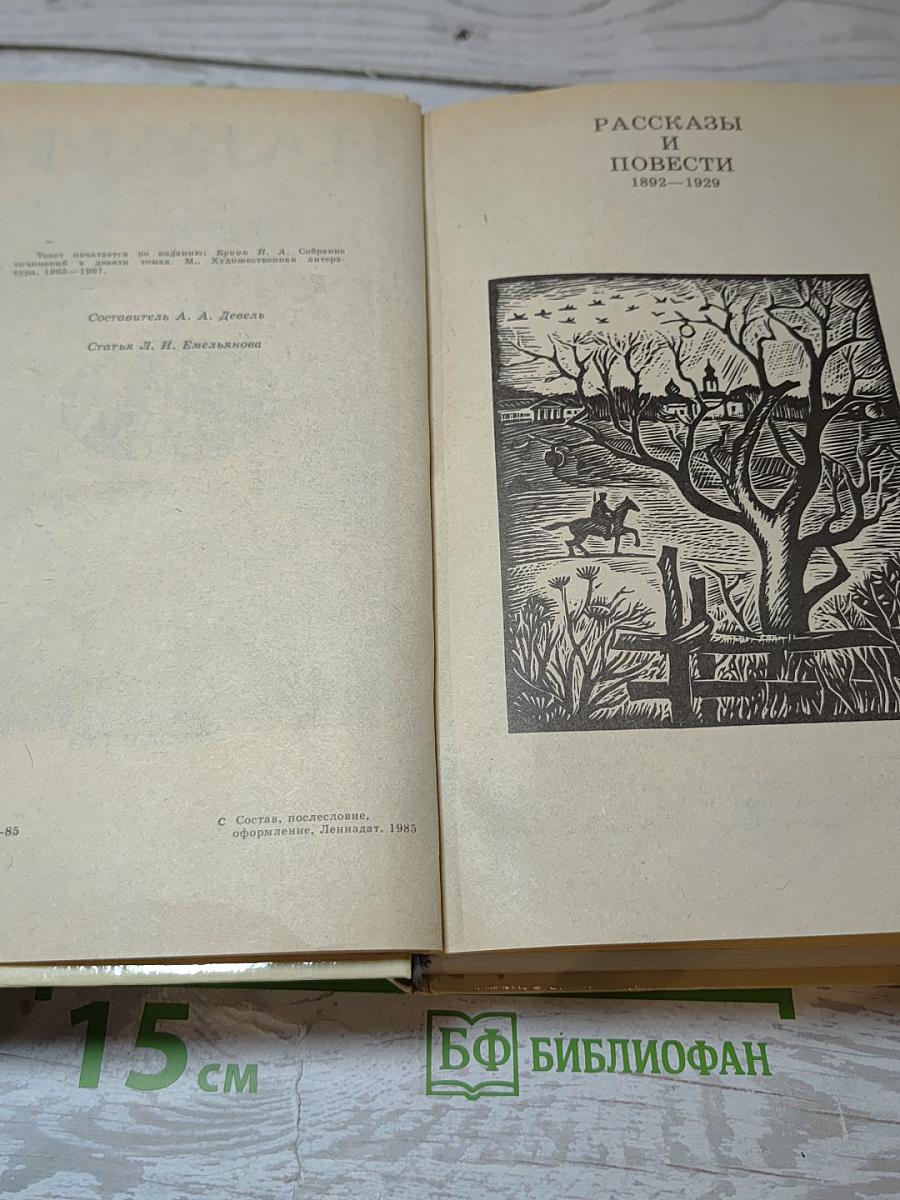 Текст печатается по изданию: Бунин И. А. Собрание
сочинений в девяти томах. М., Художественная литера-
тура, 1965—1967.
Составитель А. А. Девель
Статья Л. И. Емельянова
-85
С Состав, послесловие,
оформление, Лениздат, 1985
РАССКАЗЫ
И
ПОВЕСТИ
1892—1929
15 см
БФ БИБЛИОФАН